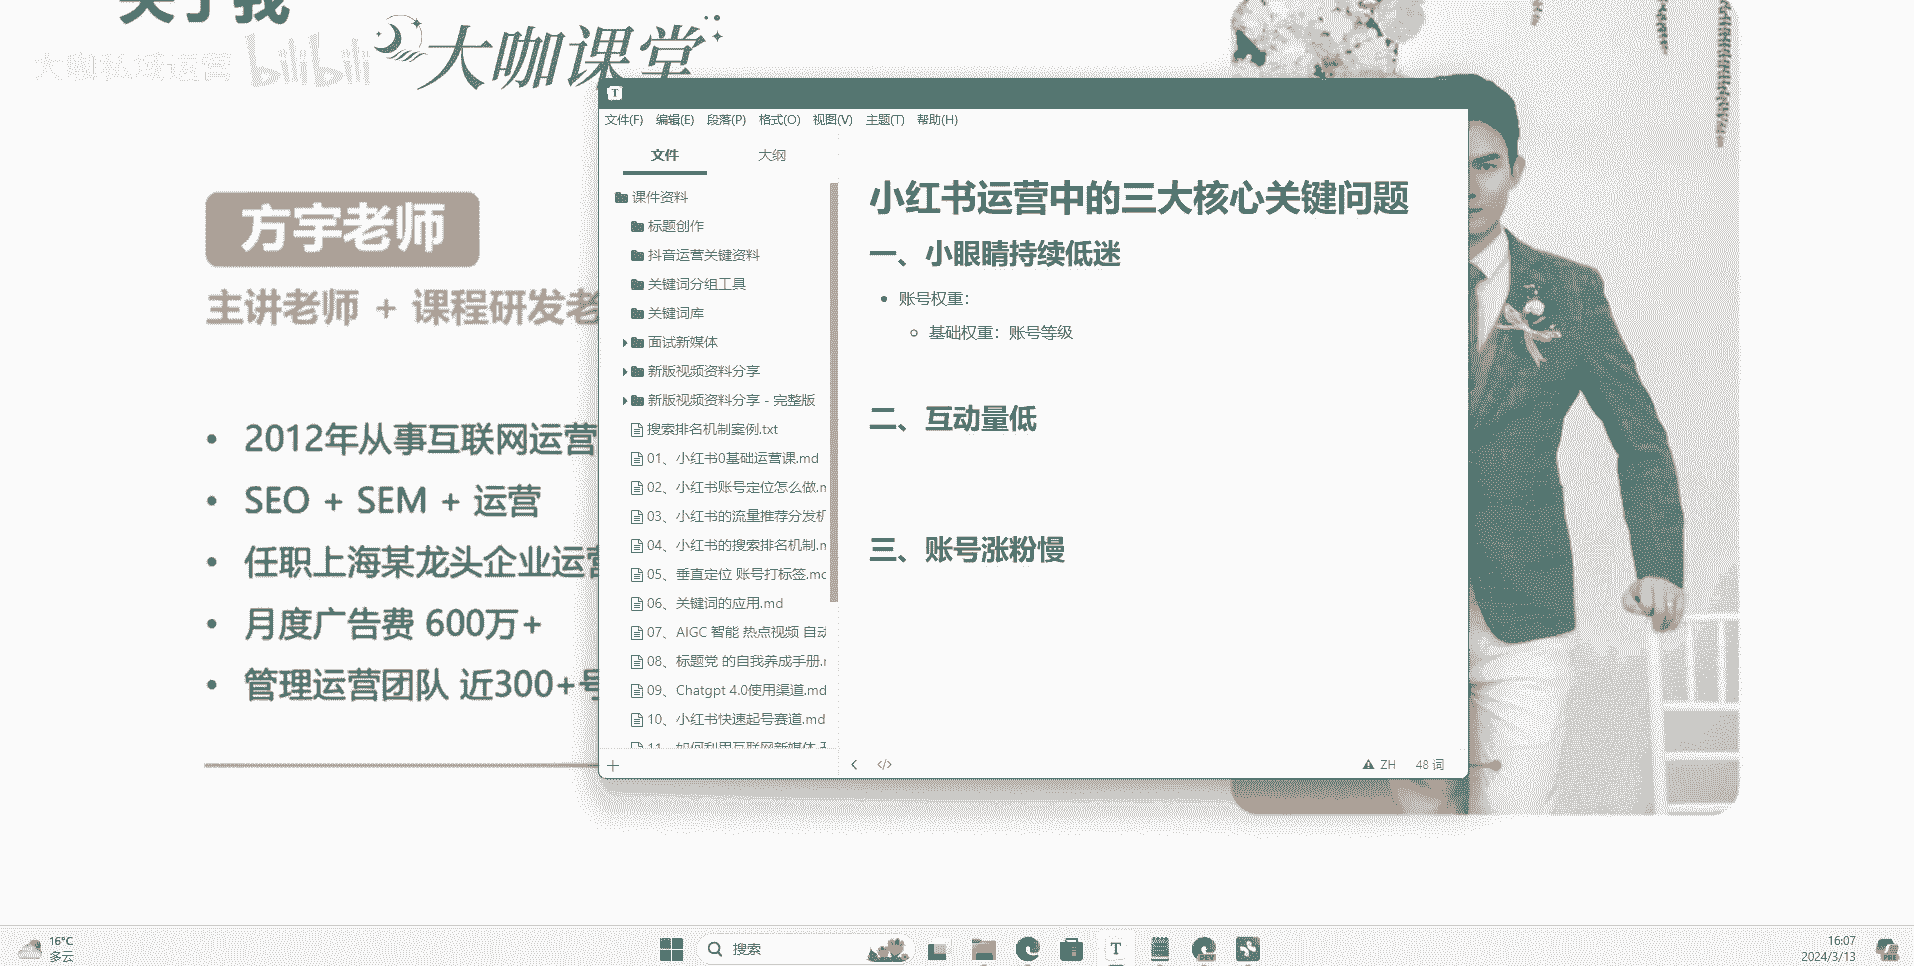 关于我
大咖私域运营 bilibili
大咖课堂
方宇老师
主讲老师 + 课程研发老
2012年从事互联网运营
SEO + SEM + 运营
任职上海某龙头企业运营
月度广告费 600万+
管理运营团队 近300+号
T
文件(F) 编辑(E) 段落(P) 格式(O) 视图(V) 主题(T) 帮助(H)
文件 大纲
课件资料
标题创作
抖音运营关键资料
关键词分组工具
关键词库
面试新媒体
新版视频资料分享
新版视频资料分享 - 完整版
搜索排名机制案例.txt
01、小红书0基础运营课.md
02、小红书账号定位怎么做.m
03、小红书的流量推荐分发机
04、小红书的搜索排名机制.m
05、垂直定位 账号打标签.md
06、关键词的应用.md
07、AIGC 智能 热点视频 自动
08、标题党 的自我养成手册.m
09、Chatgpt 4.0使用渠道.md
10、小红书快速起号赛道.md
11、如何利用互联网新媒体
小红书运营中的三大核心关键问题
一、小眼睛持续低迷
账号权重：
基础权重：账号等级
二、互动量低
三、账号涨粉慢
ZH 48 词
16°C
多云
搜索
T
DEV
16:07
2024/3/13
PRE